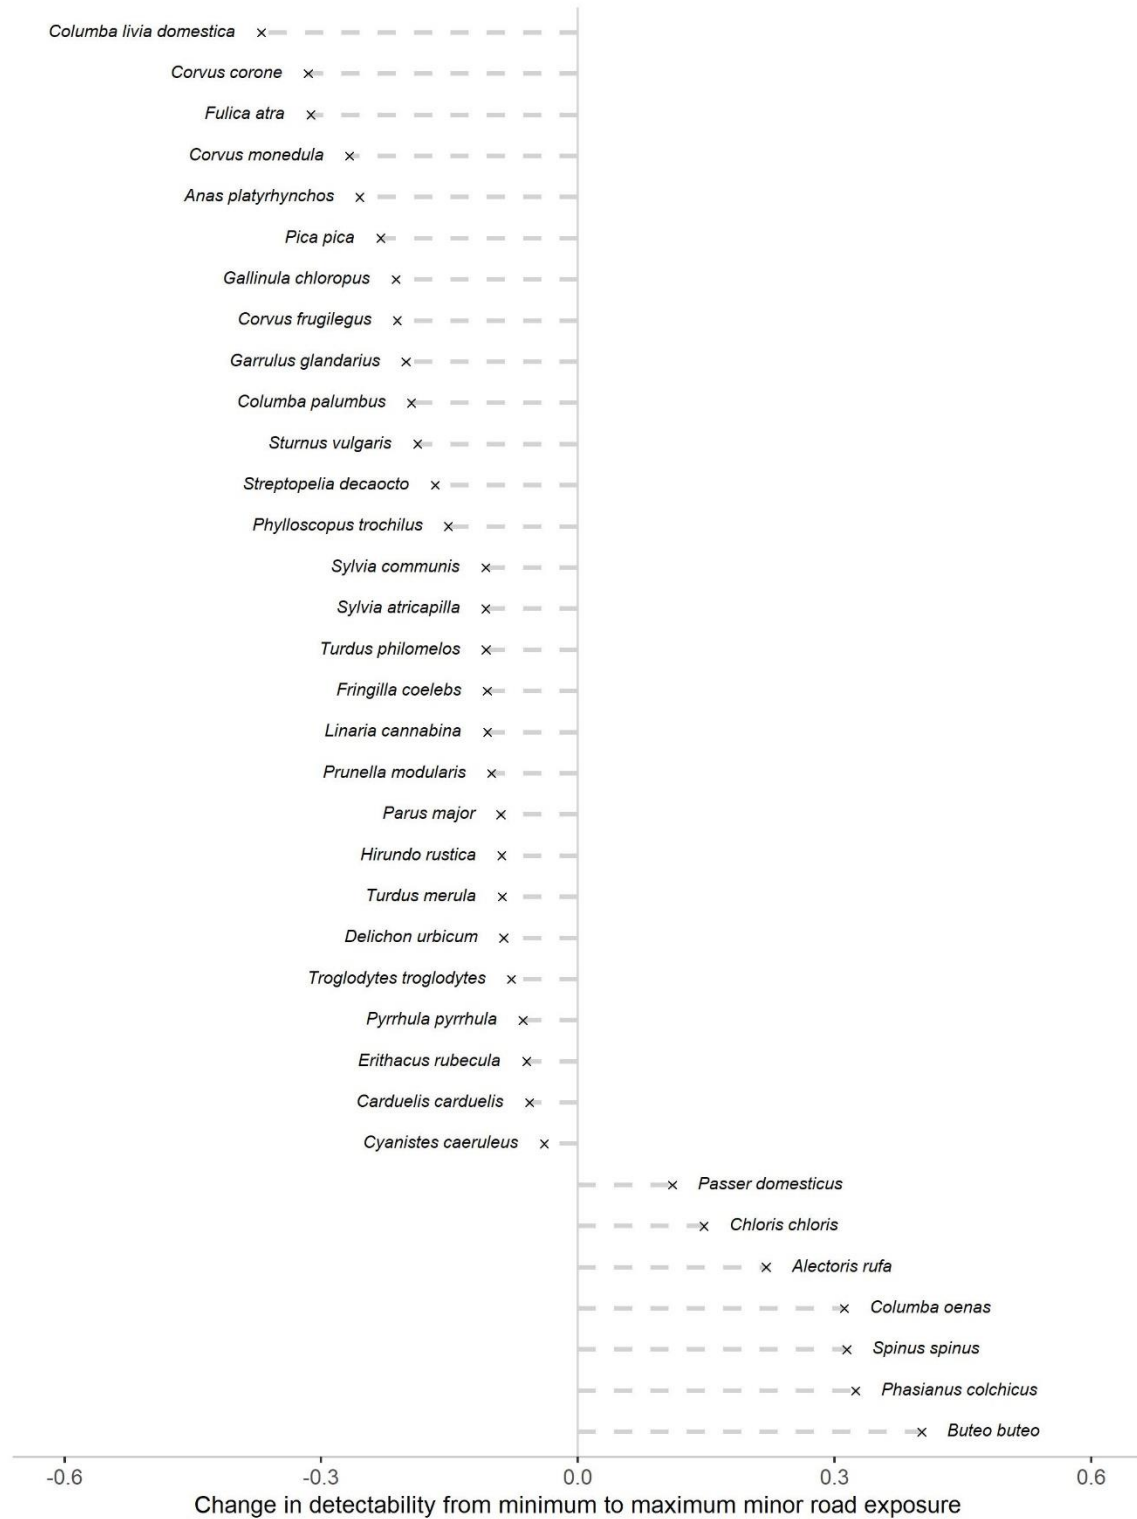 Columba livia domestica
Corvus corone
Fulica atra
Corvus monedula
Anas platyrhynchos
Pica pica
Gallinula chloropus
Corvus frugilegus
Garrulus glandarius
Columba palumbus
Sturnus vulgaris
Streptopelia decaocto
Phylloscopus trochilus
Sylvia communis
Sylvia atricapilla
Turdus philomelos
Fringilla coelebs
Linaria cannabina
Prunella modularis
Parus major
Hirundo rustica
Turdus merula
Delichon urbicum
Troglodytes troglodytes
Pyrrhula pyrrhula
Erithacus rubecula
Carduelis carduelis
Cyanistes caeruleus
Passer domesticus
Chloris chloris
Alectoris rufa
Columba oenas
Spinus spinus
Phasianus colchicus
Buteo buteo
-0.6 -0.3 0.0 0.3 0.6
Change in detectability from minimum to maximum minor road exposure